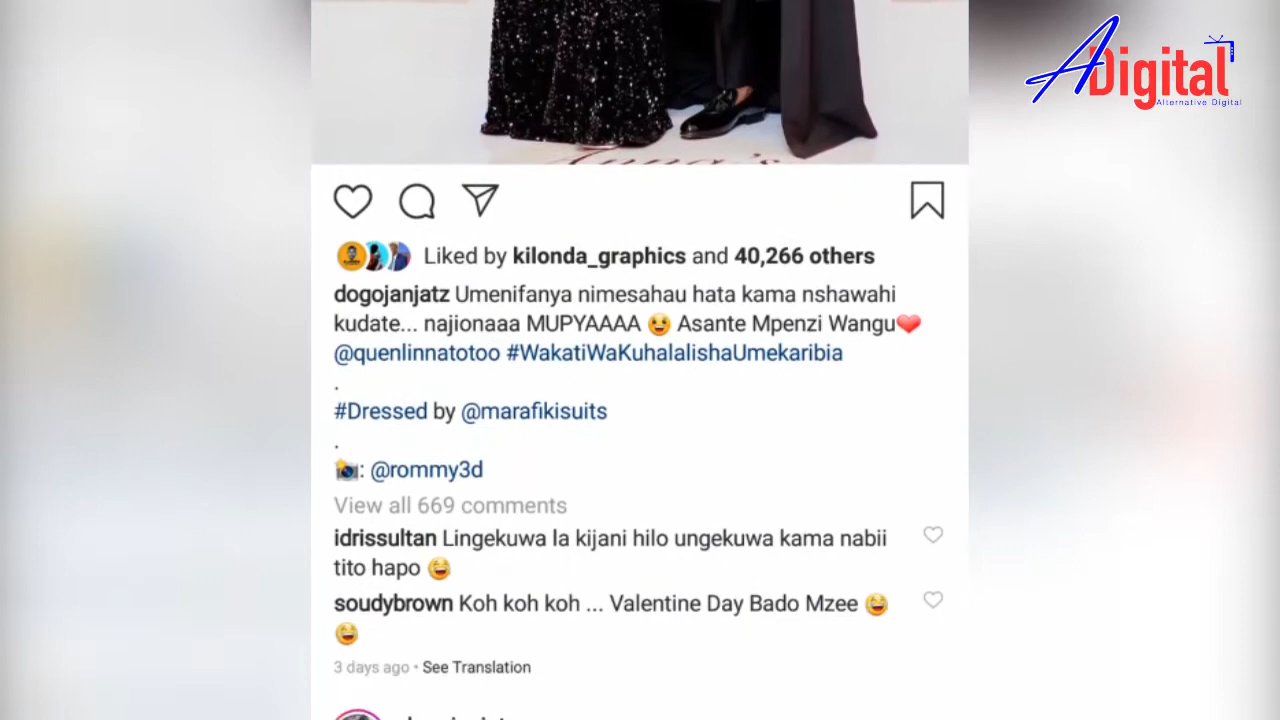 ADigital
Alternative Digital
Liked by kilonda_graphics and 40,266 others
dogojanjatz Umenifanya nimesahau hata kama nshawahi
kudate... najionaaa MUPYAAAA 😃 Asante Mpenzi Wangu❤️
@quenlinnatotoo #WakatiWaKuhalalishaUmekaribia
.
#Dressed by @marafikisuits
.
📸: @rommy3d
View all 669 comments
idrissultan Lingekuwa la kijani hilo ungekuwa kama nabii
tito hapo 😂
soudybrown Koh koh koh ... Valentine Day Bado Mzee 😂
😂
3 days ago • See Translation